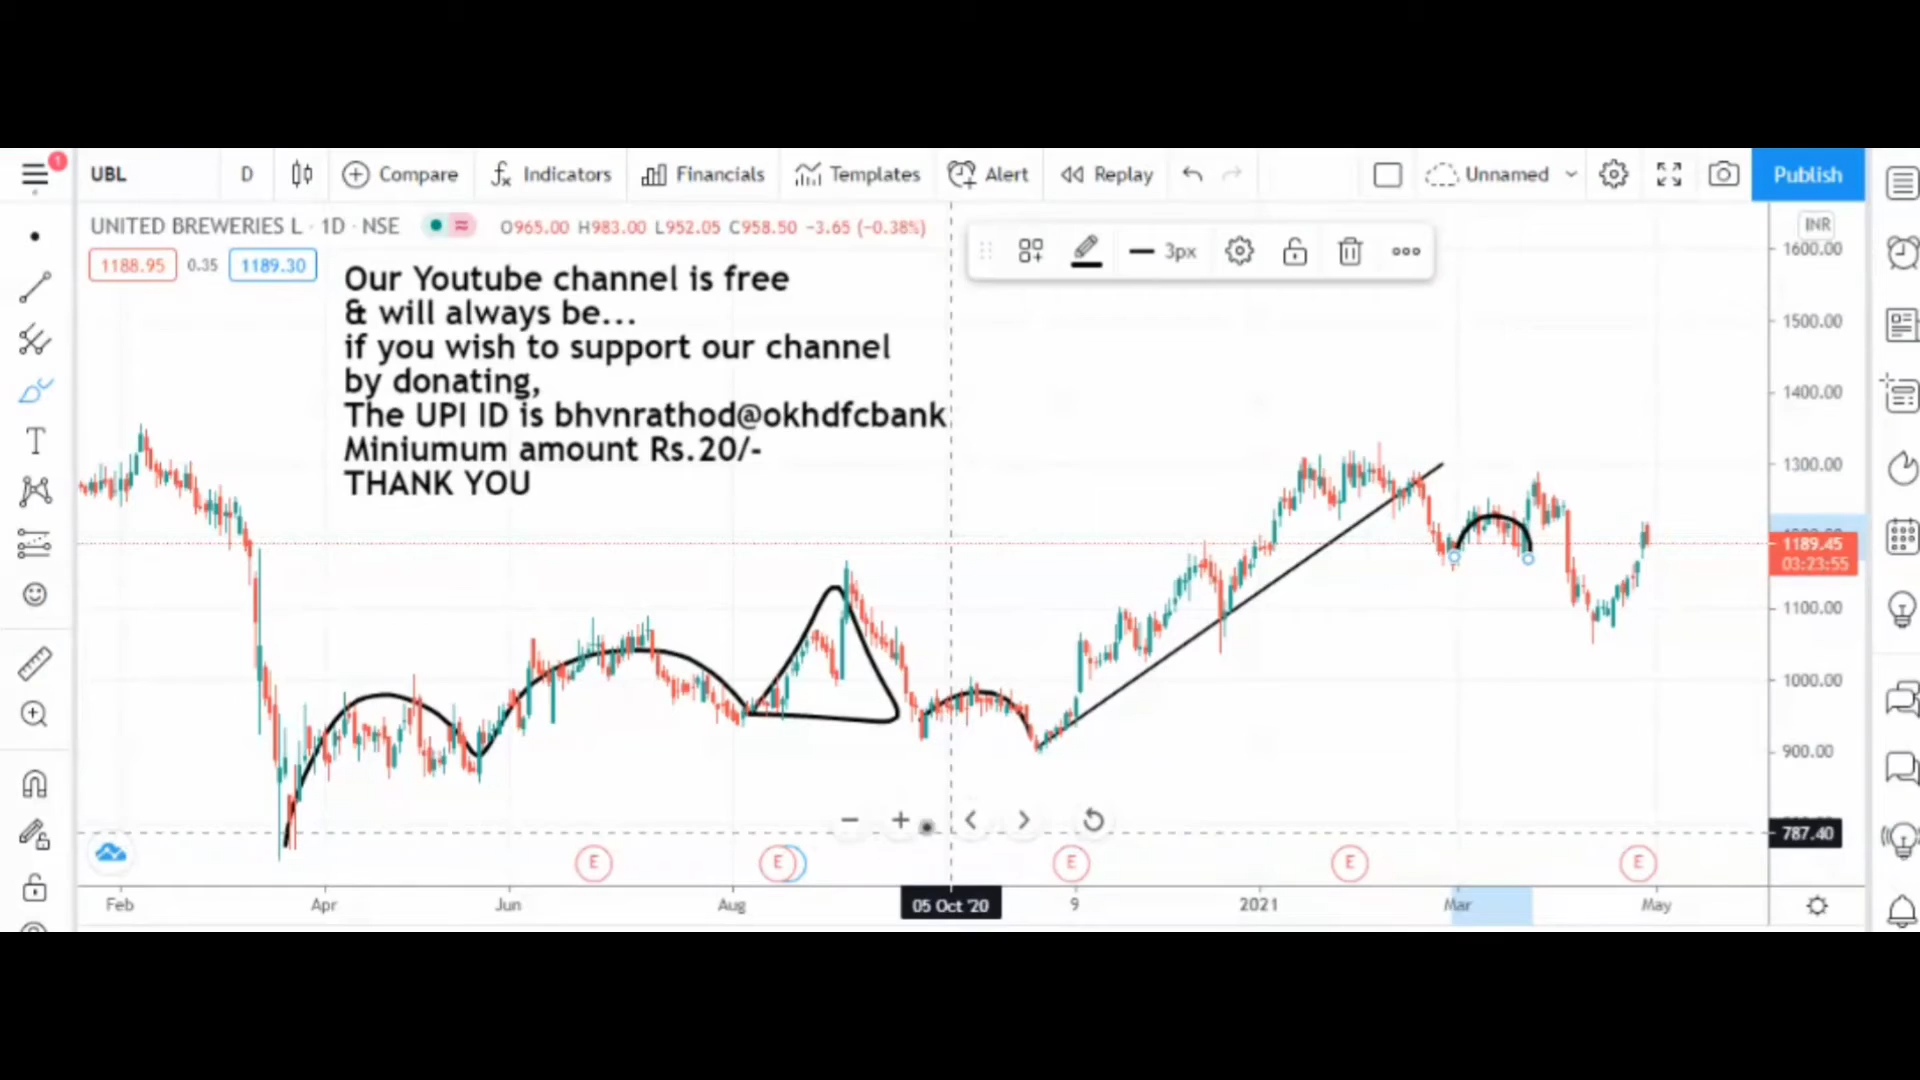 1
UBL D Compare Indicators Financials Templates Alert Replay Unnamed Publish
UNITED BREWERIES L · 1D · NSE O965.00 H983.00 L952.05 C958.50 −3.65 (−0.38%)
INR
3px
1188.95 0.35 1189.30
Our Youtube channel is free
& will always be...
if you wish to support our channel
by donating,
The UPI ID is bhvnrathod@okhdfcbank
Miniumum amount Rs.20/-
THANK YOU
1600.00
1500.00
1400.00
1300.00
1189.45
03:23:55
1100.00
1000.00
900.00
787.40
E E E E E
Feb Apr Jun Aug 05 Oct '20 9 2021 Mar May